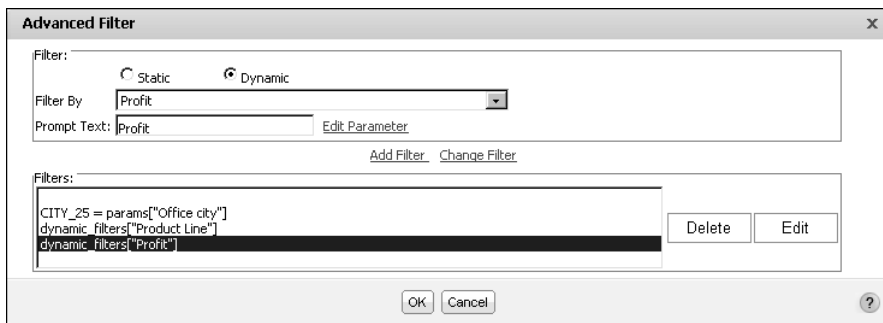 Advanced Filter x
Filter:
Static Dynamic
Filter By Profit
Prompt Text: Profit Edit Parameter
Add Filter Change Filter
Filters:
CITY_25 = params["Office city"]
dynamic_filters["Product Line"]
dynamic_filters["Profit"]
Delete Edit
OK Cancel ?